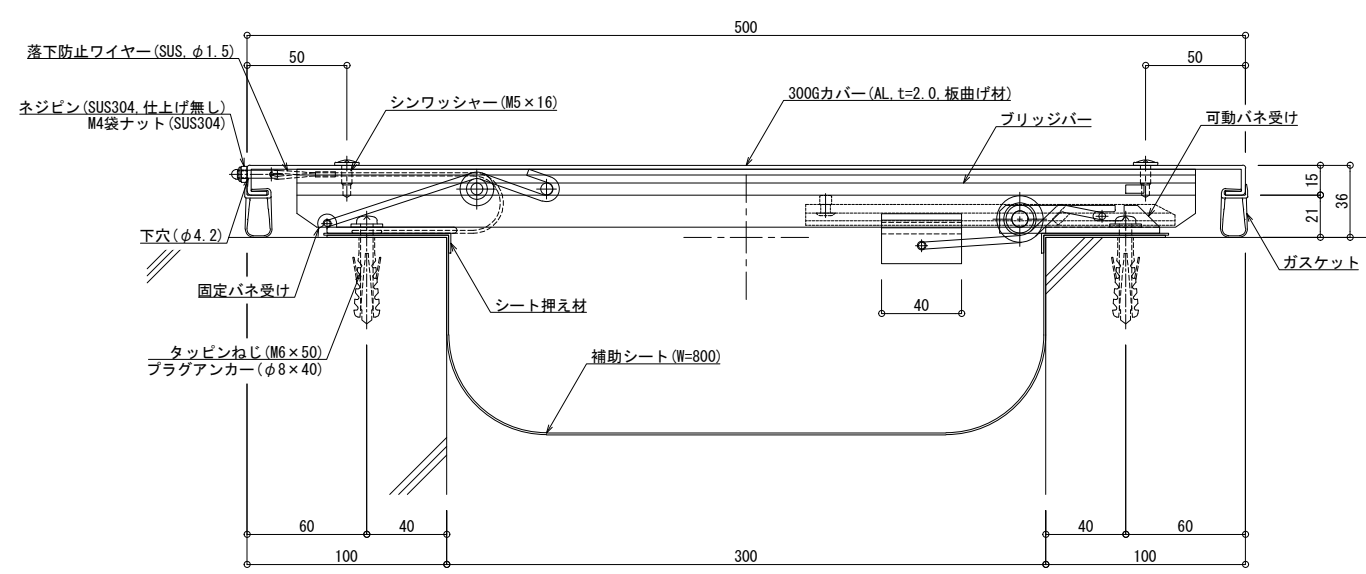 500
落下防止ワイヤー(SUS, φ1.5)
50
50
ネジピン(SUS304, 仕上げ無し)
M4袋ナット(SUS304)
シンワッシャー(M5×16)
300Gカバー(AL, t=2.0, 板曲げ材)
ブリッジバー
可動バネ受け
15
36
21
下穴(φ4.2)
ガスケット
固定バネ受け
シート押え材
40
タッピンねじ(M6×50)
プラグアンカー(φ8×40)
補助シート(W=800)
60
40
40
60
100
300
100